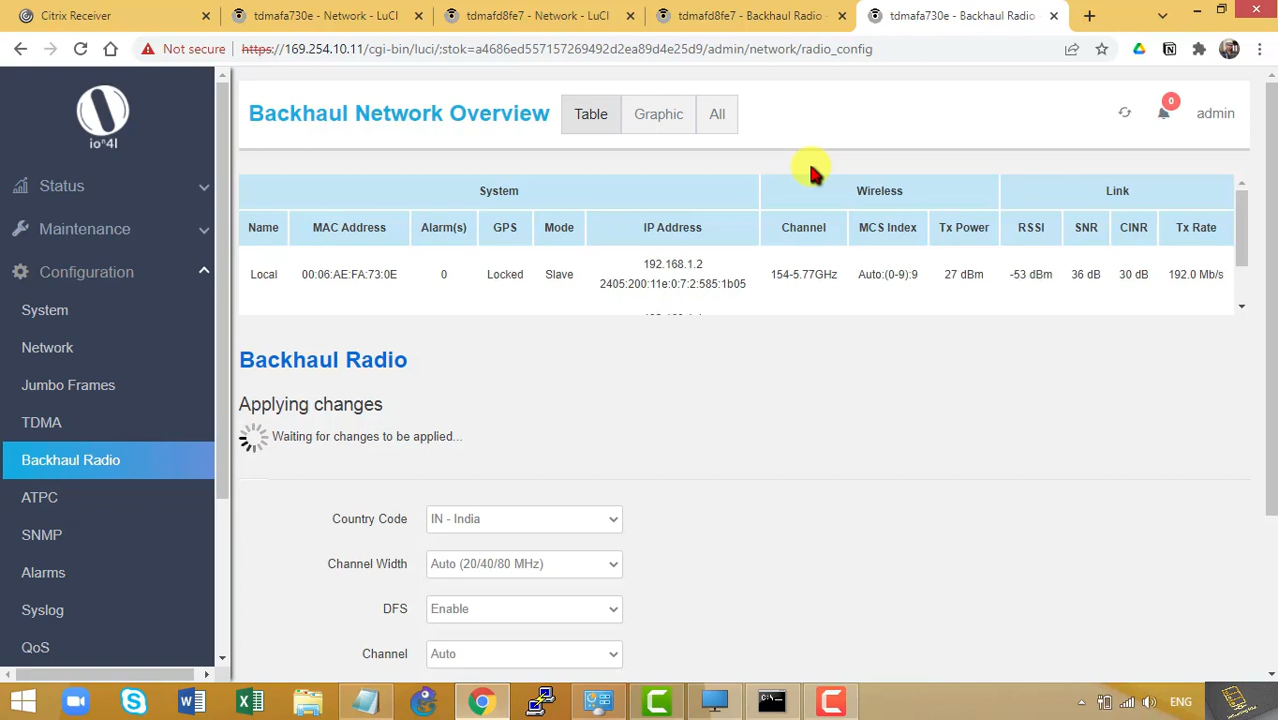 Citrix Receiver
tdmafa730e - Network - LuCI
tdmafd8fe7 - Network - LuCI
tdmafd8fe7 - Backhaul Radio -
tdmafa730e - Backhaul Radio -
Not secure
https://169.254.10.11/cgi-bin/luci/;stok=a4686ed557157269492d2ea89d4e25d9/admin/network/radio_config
io^n4l
Status
Maintenance
Configuration
System
Network
Jumbo Frames
TDMA
Backhaul Radio
ATPC
SNMP
Alarms
Syslog
QoS
Backhaul Network Overview
Table Graphic All
0
admin
System Wireless Link
Name MAC Address Alarm(s) GPS Mode IP Address Channel MCS Index Tx Power RSSI SNR CINR Tx Rate
Local 00:06:AE:FA:73:0E 0 Locked Slave 192.168.1.2 154-5.77GHz Auto:(0-9):9 27 dBm -53 dBm 36 dB 30 dB 192.0 Mb/s
2405:200:11e:0:7:2:585:1b05
Backhaul Radio
Applying changes
Waiting for changes to be applied...
Country Code IN - India
Channel Width Auto (20/40/80 MHz)
DFS Enable
Channel Auto
ENG